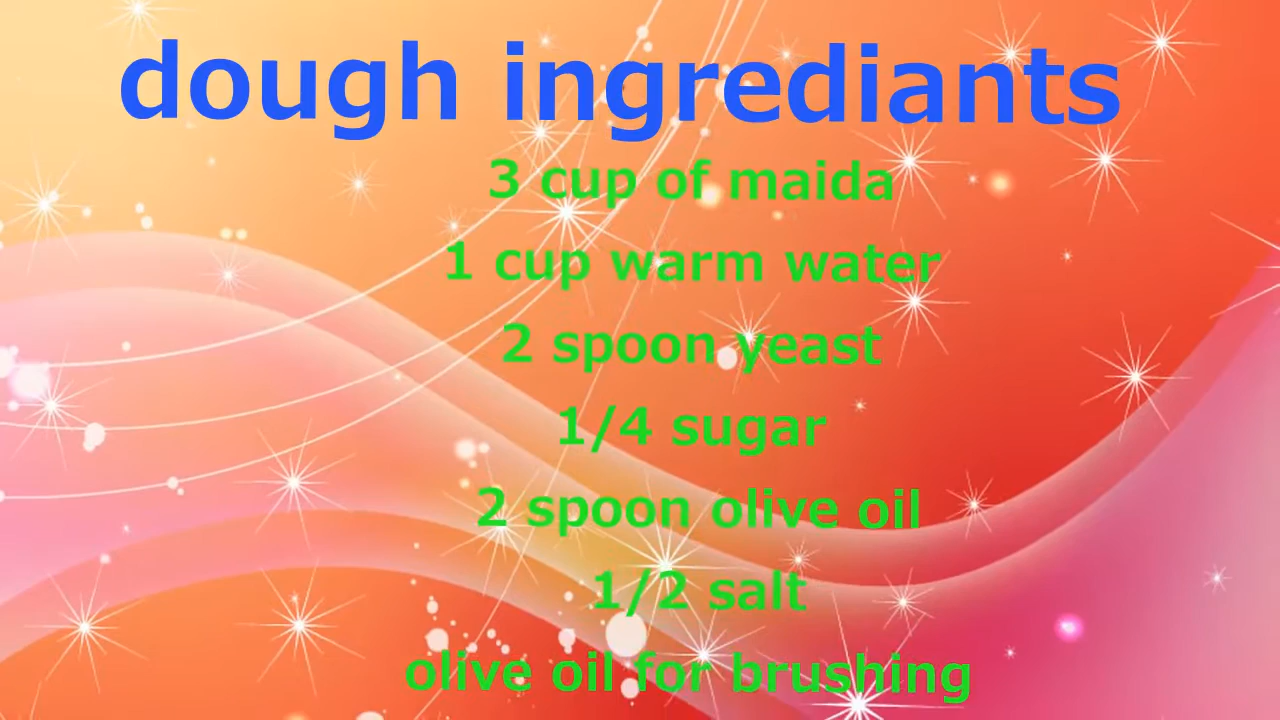 dough ingrediants
3 cup of maida
1 cup warm water
2 spoon yeast
1/4 sugar
2 spoon olive oil
1/2 salt
olive oil for brushing